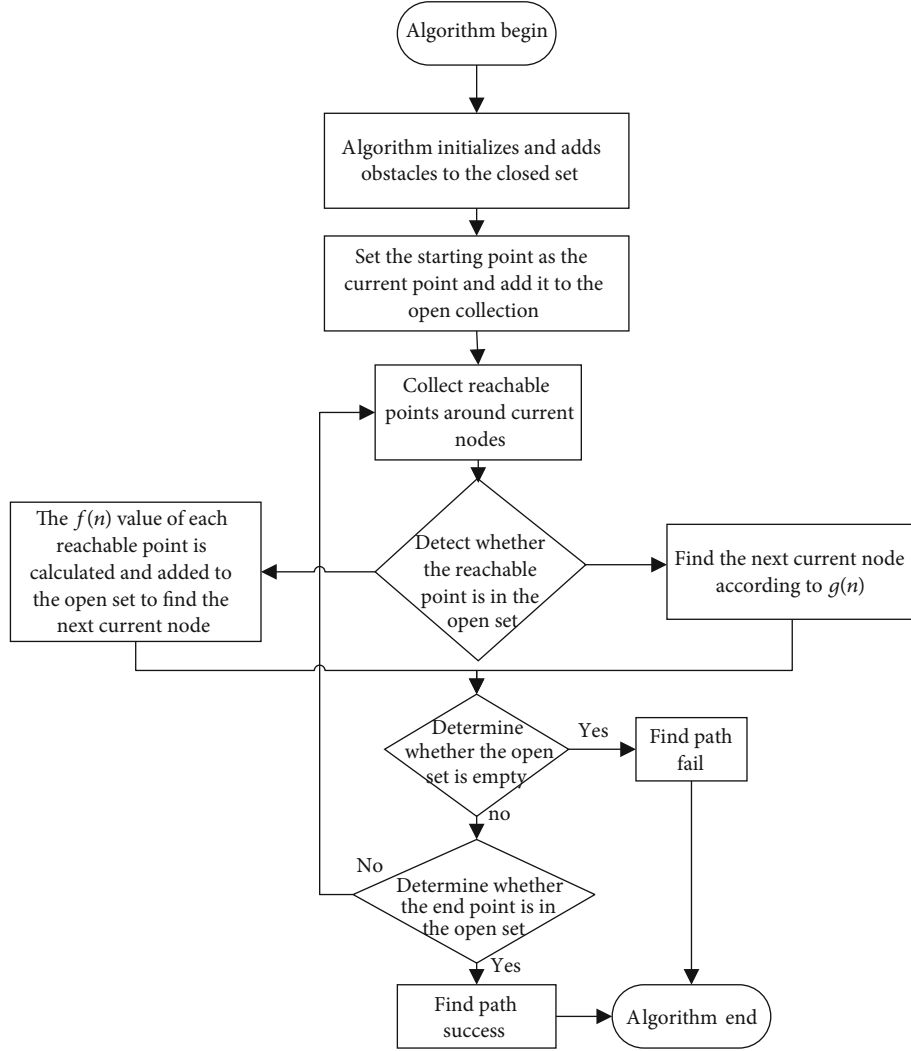 Algorithm begin
Algorithm initializes and adds
obstacles to the closed set
Set the starting point as the
current point and add it to the
open collection
Collect reachable
points around current
nodes
The f(n) value of each
reachable point is
calculated and added to
the open set to find the
next current node
Detect whether
the reachable
point is in the
open set
Find the next current node
according to g(n)
Determine
whether the open
set is empty
Yes
Find path
fail
no
No
Determine whether
the end point is in
the open set
Yes
Find path
success
Algorithm end